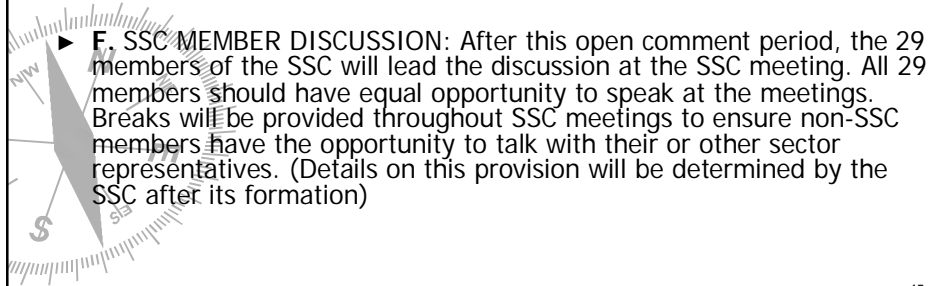 ► F. SSC MEMBER DISCUSSION: After this open comment period, the 29
members of the SSC will lead the discussion at the SSC meeting. All 29
members should have equal opportunity to speak at the meetings.
Breaks will be provided throughout SSC meetings to ensure non-SSC
members have the opportunity to talk with their or other sector
representatives. (Details on this provision will be determined by the
SSC after its formation)
NW
N
E
SE
S